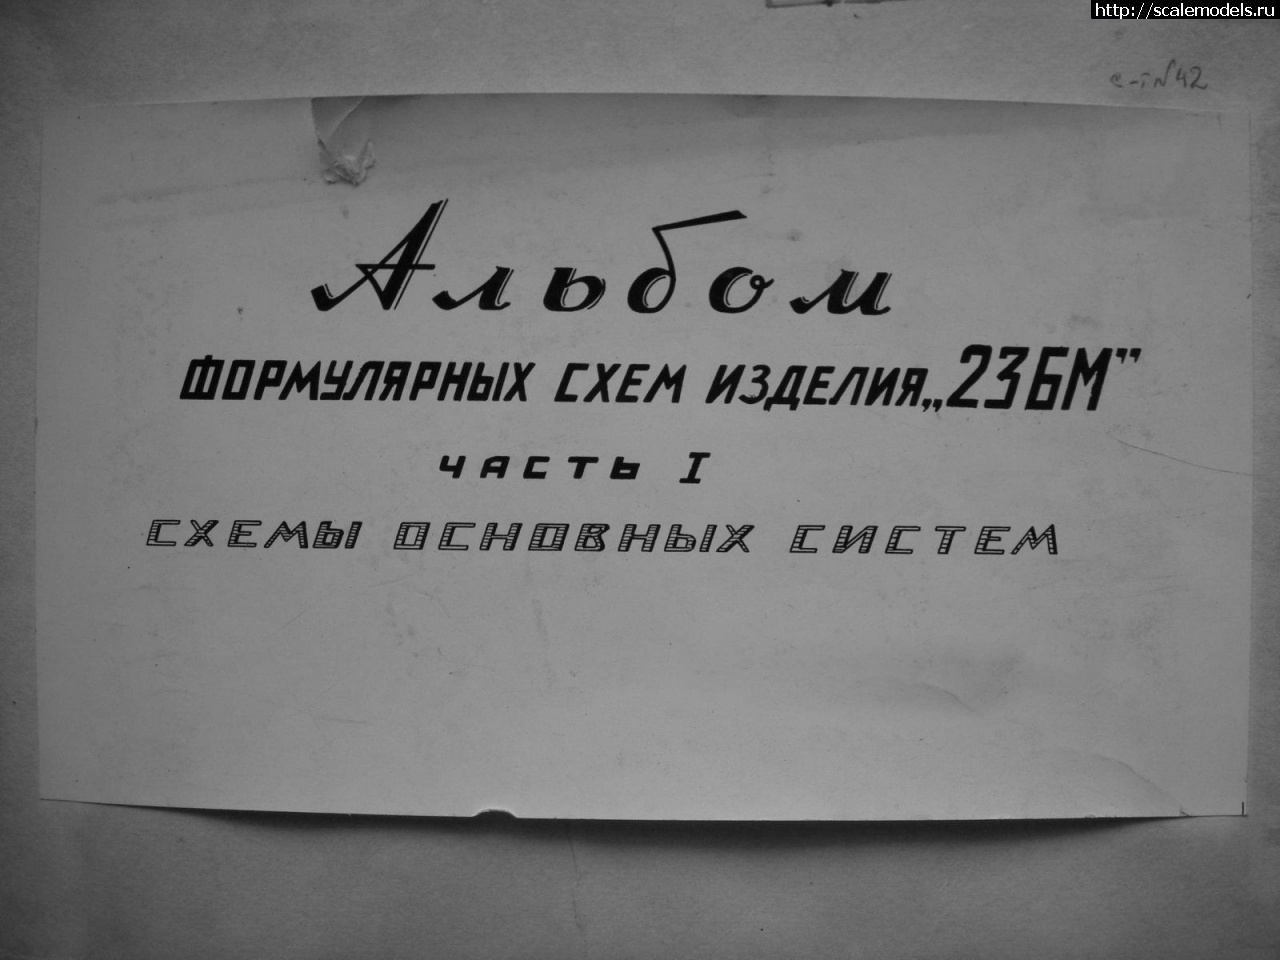 http://scalemodels.ru
Альбом
ФОРМУЛЯРНЫХ СХЕМ ИЗДЕЛИЯ „23БМ”
ЧАСТЬ I
СХЕМЫ ОСНОВНЫХ СИСТЕМ